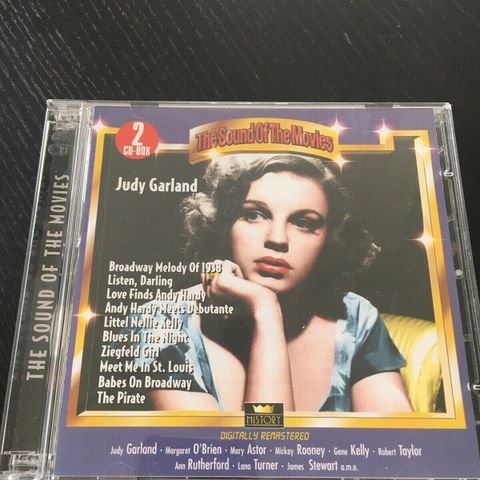 THE SOUND OF THE MOVIES
2
CD-BOX
The Sound Of The Movies
Judy Garland
Broadway Melody Of 1938
Listen, Darling
Love Finds Andy Hardy
Andy Hardy Meets Debutante
Littel Nellie Kelly
Blues In The Night
Ziegfeld Girl
Meet Me In St. Louis
Babes On Broadway
The Pirate
HISTORY
DIGITALLY REMASTERED
Judy Garland · Margaret O'Brien · Mary Astor · Mickey Rooney · Gene Kelly · Robert Taylor
Ann Rutherford · Lana Turner · James Stewart a.m.o.